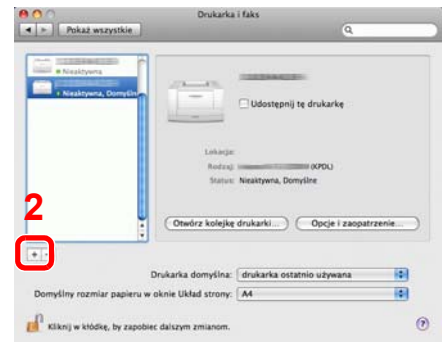 Drukarka i faks
Pokaż wszystkie
Nieaktywna
Nieaktywna, Domyśln
Udostępnij tę drukarkę
Lokacja:
Rodzaj: (KPDL)
Status: Nieaktywna, Domyślne
2
Otwórz kolejkę drukarki... Opcje i zaopatrzenie...
+
Drukarka domyślna: drukarka ostatnio używana
Domyślny rozmiar papieru w oknie Układ strony: A4
Kliknij w kłódkę, by zapobiec dalszym zmianom. ?